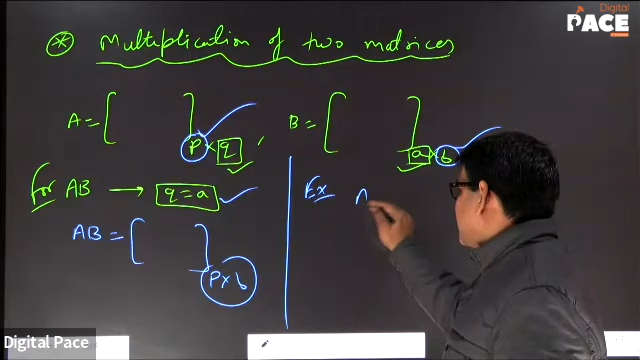 Digital
PACE
* Multiplication of two matrices
A = [ ] p × q , B = [ ] a × b
For AB → q = a
AB = [ ] p × b
Ex
Digital Pace